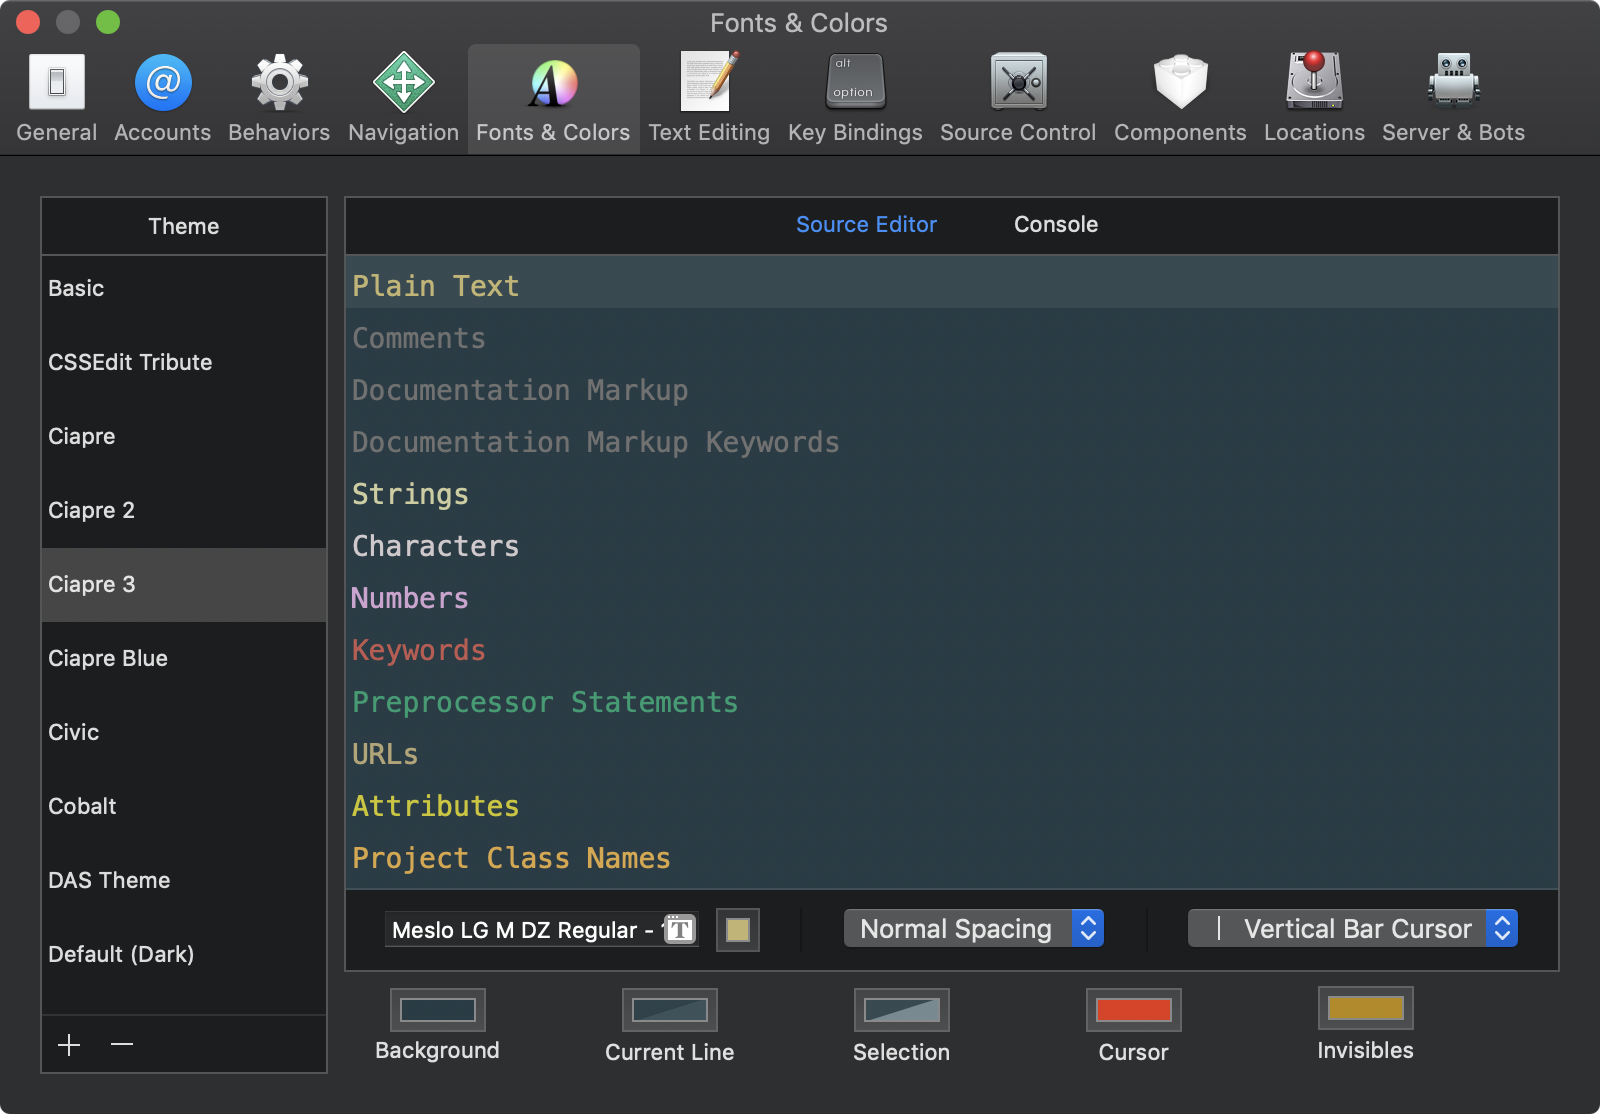 Fonts & Colors
@
A
alt
option
General
Accounts
Behaviors
Navigation
Fonts & Colors
Text Editing
Key Bindings
Source Control
Components
Locations
Server & Bots
Theme
Basic
CSSEdit Tribute
Ciapre
Ciapre 2
Ciapre 3
Ciapre Blue
Civic
Cobalt
DAS Theme
Default (Dark)
Source Editor
Console
Plain Text
Comments
Documentation Markup
Documentation Markup Keywords
Strings
Characters
Numbers
Keywords
Preprocessor Statements
URLs
Attributes
Project Class Names
Meslo LG M DZ Regular -
T
Normal Spacing
Vertical Bar Cursor
Background
Current Line
Selection
Cursor
Invisibles